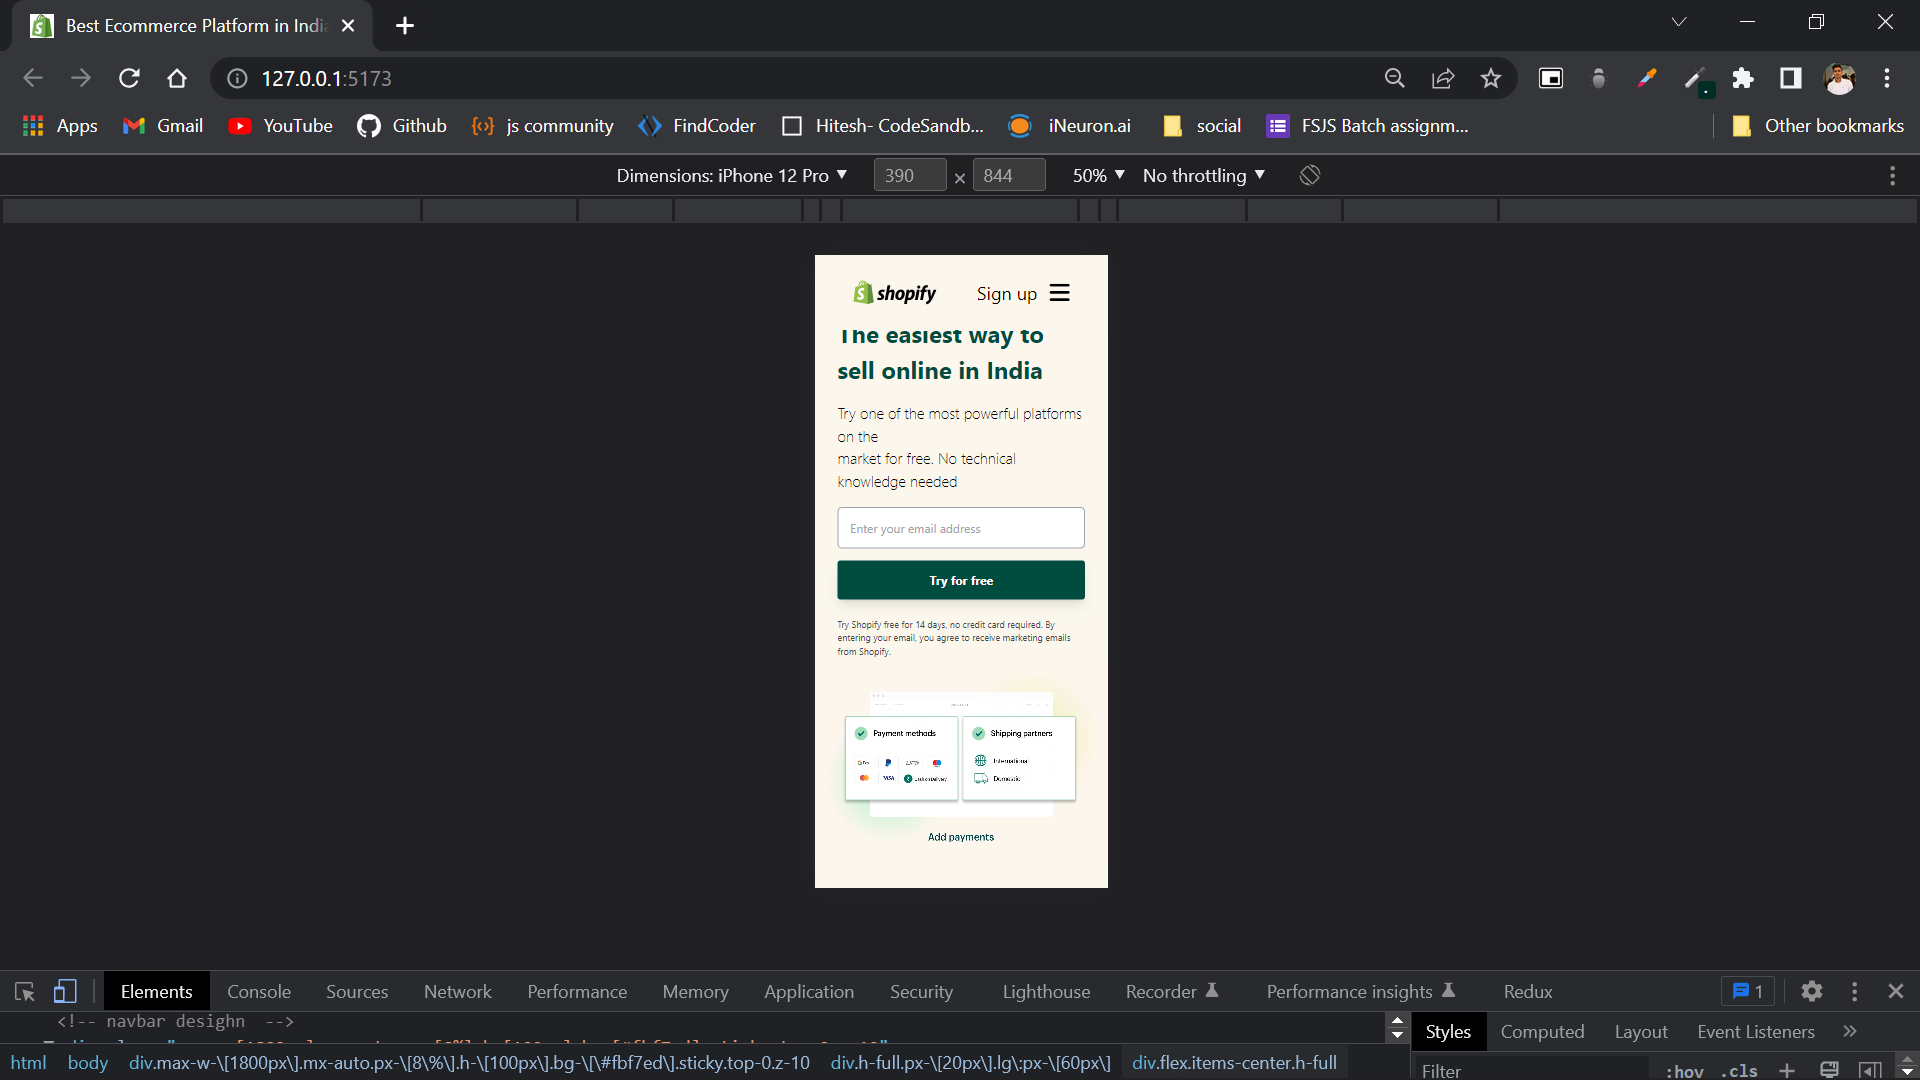 Best Ecommerce Platform in India
127.0.0.1:5173
Apps Gmail YouTube Github js community FindCoder Hitesh- CodeSandb... iNeuron.ai social FSJS Batch assignm... Other bookmarks
Dimensions: iPhone 12 Pro ▼ 390 × 844 50% ▼ No throttling ▼
shopify Sign up
The easiest way to
sell online in India
Try one of the most powerful platforms
on the
market for free. No technical
knowledge needed
Enter your email address
Try for free
Try Shopify free for 14 days, no credit card required. By
entering your email, you agree to receive marketing emails
from Shopify.
Payment methods Shipping partners
International
VISA Cash on Delivery Domestic
Add payments
Elements Console Sources Network Performance Memory Application Security Lighthouse Recorder Performance insights Redux 1
<!-- navbar desighn -->
Styles Computed Layout Event Listeners »
html body div.max-w-\[1800px\].mx-auto.px-\[8\%\].h-\[100px\].bg-\[\#fbf7ed\].sticky.top-0.z-10 div.h-full.px-\[20px\].lg\:px-\[60px\] div.flex.items-center.h-full
Filter :hov .cls +